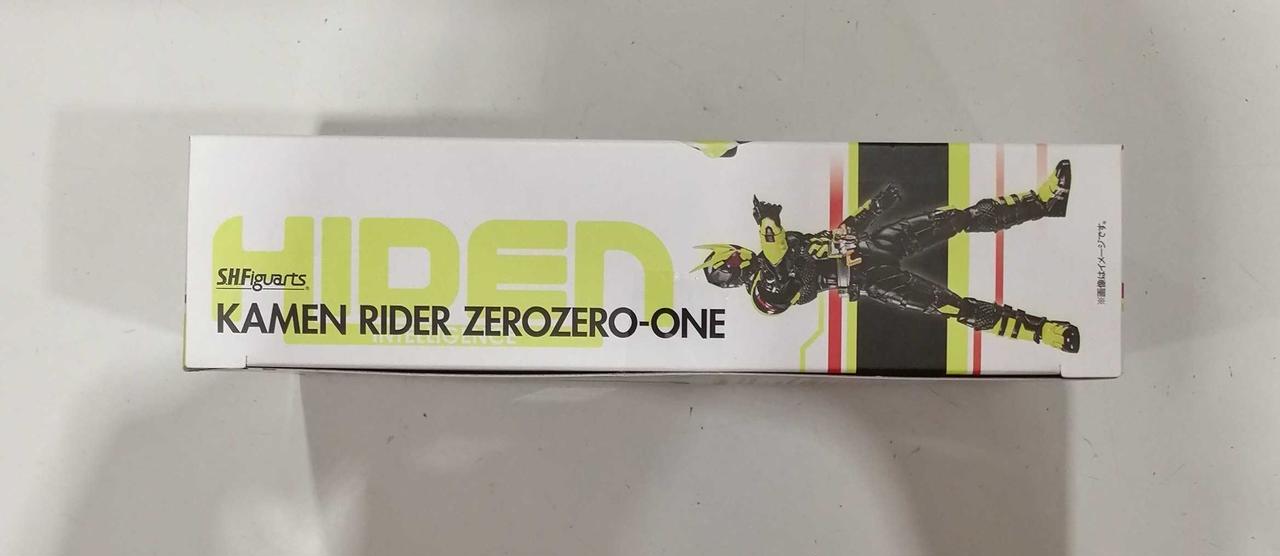 HIDEN
S.H.Figuarts
KAMEN RIDER ZEROZERO-ONE
INTELLIGENCE
※画像はイメージです。